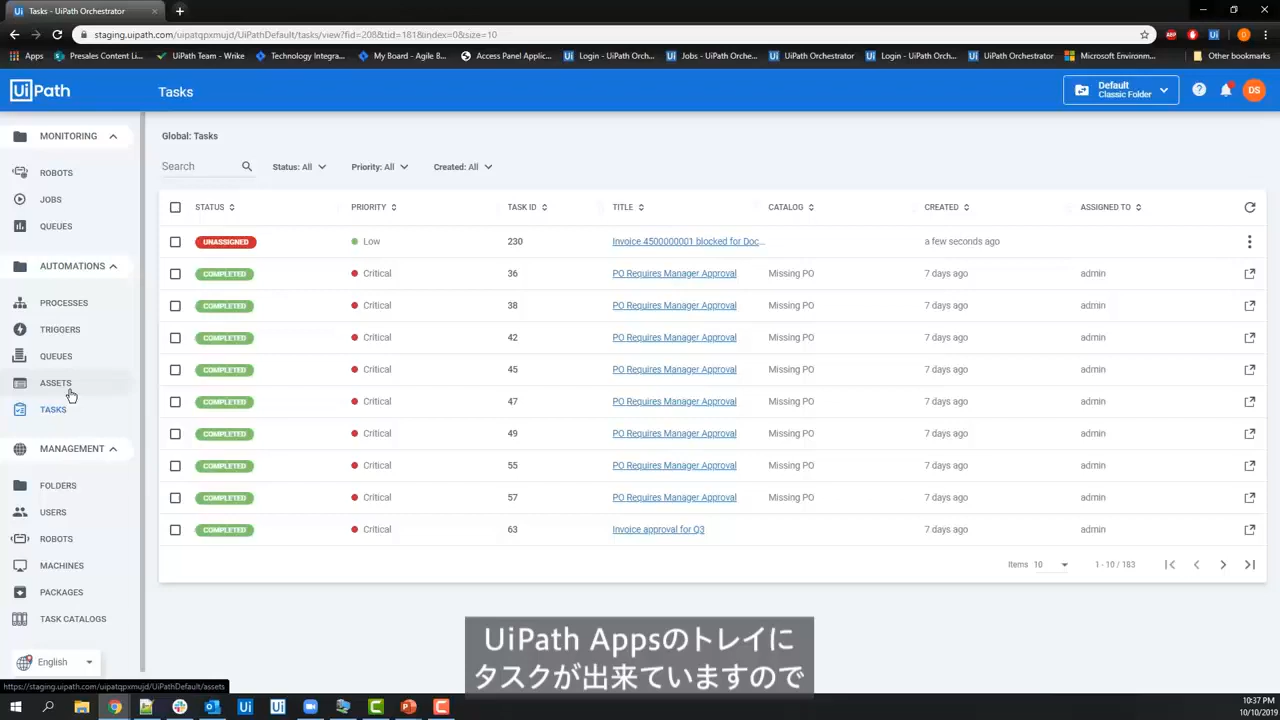 UiPath Orchestrator
staging.uipath.com/uipatqpxmujd/UiPathDefault/tasks/view?fid=208&tid=181&index=0&size=10
Apps
Presales Content Li...
UiPath Team - Wrike
Technology Integra...
My Board - Agile B...
Access Panel Applic...
Login - UiPath Orc...
Jobs - UiPath Orc...
UiPath Orchestrator
Login - UiPath Orc...
Login - UiPath Orc...
UiPath Orchestrator
Microsoft Environm...
Other bookmarks
UiPath
Tasks
Default
Classic Folder
DS
MONITORING
ROBOTS
JOBS
QUEUES
AUTOMATIONS
PROCESSES
TRIGGERS
QUEUES
ASSETS
TASKS
MANAGEMENT
FOLDERS
USERS
ROBOTS
MACHINES
PACKAGES
TASK CATALOGS
English
https://staging.uipath.com/uipatqpxmujd/UiPathDefault/assets
Global: Tasks
Search Status: All Priority: All Created: All
STATUS PRIORITY TASK ID TITLE CATALOG CREATED ASSIGNED TO
UNASSIGNED Low 230 Invoice 4500000001 blocked for Doc... a few seconds ago
COMPLETED Critical 36 PO Requires Manager Approval Missing PO 7 days ago admin
COMPLETED Critical 38 PO Requires Manager Approval Missing PO 7 days ago admin
COMPLETED Critical 42 PO Requires Manager Approval Missing PO 7 days ago admin
COMPLETED Critical 45 PO Requires Manager Approval Missing PO 7 days ago admin
COMPLETED Critical 47 PO Requires Manager Approval Missing PO 7 days ago admin
COMPLETED Critical 49 PO Requires Manager Approval Missing PO 7 days ago admin
COMPLETED Critical 55 PO Requires Manager Approval Missing PO 7 days ago admin
COMPLETED Critical 57 PO Requires Manager Approval Missing PO 7 days ago admin
COMPLETED Critical 63 Invoice approval for Q3 7 days ago admin
Items 10 1 - 10 / 183
UiPath Appsのトレイに
タスクが出来ていますので
10:37 PM
10/10/2019